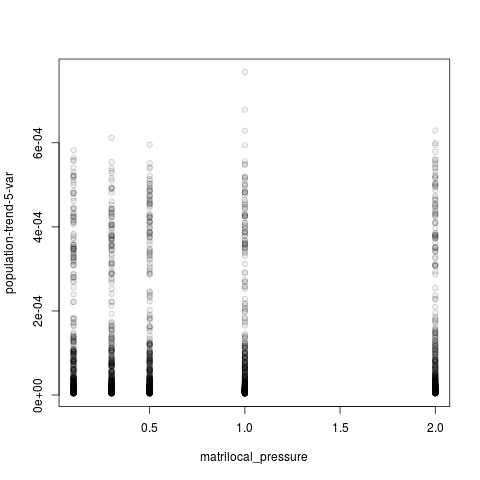 population-trend-5-var
6e-04
4e-04
2e-04
0e+00
0.5 1.0 1.5 2.0
matrilocal_pressure